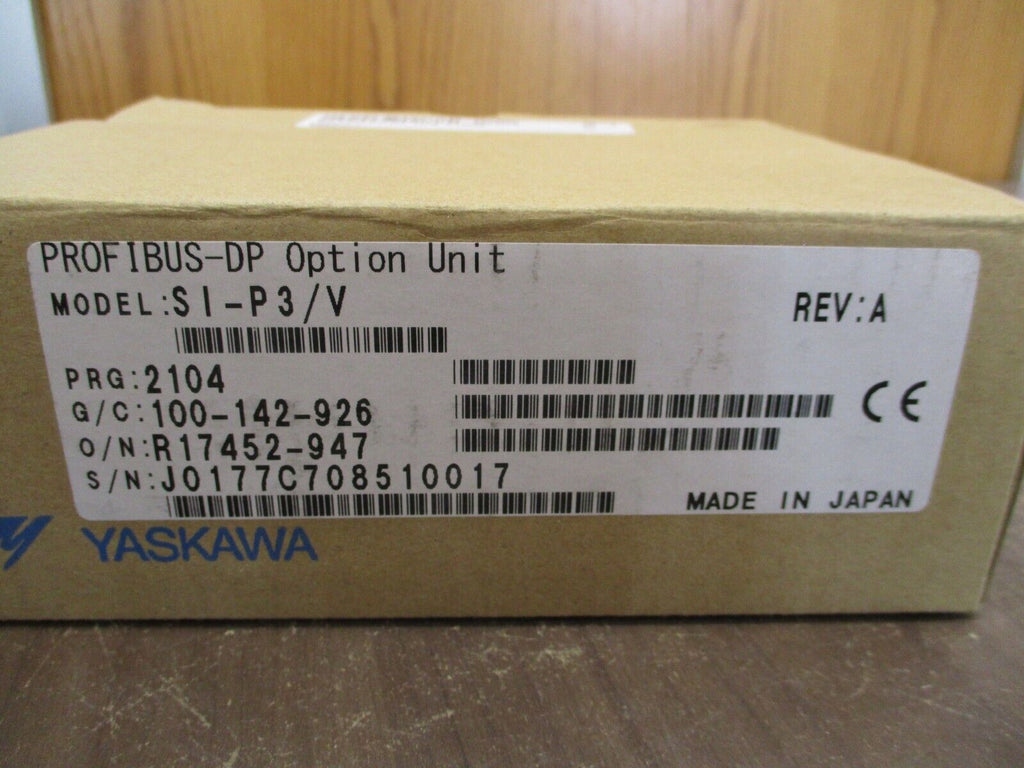 PROFIBUS-DP Option Unit
MODEL:SI-P3/V
REV:A
PRG:2104
G/C:100-142-926
O/N:R17452-947
S/N:J0177C708510017
CE
MADE IN JAPAN
YASKAWA